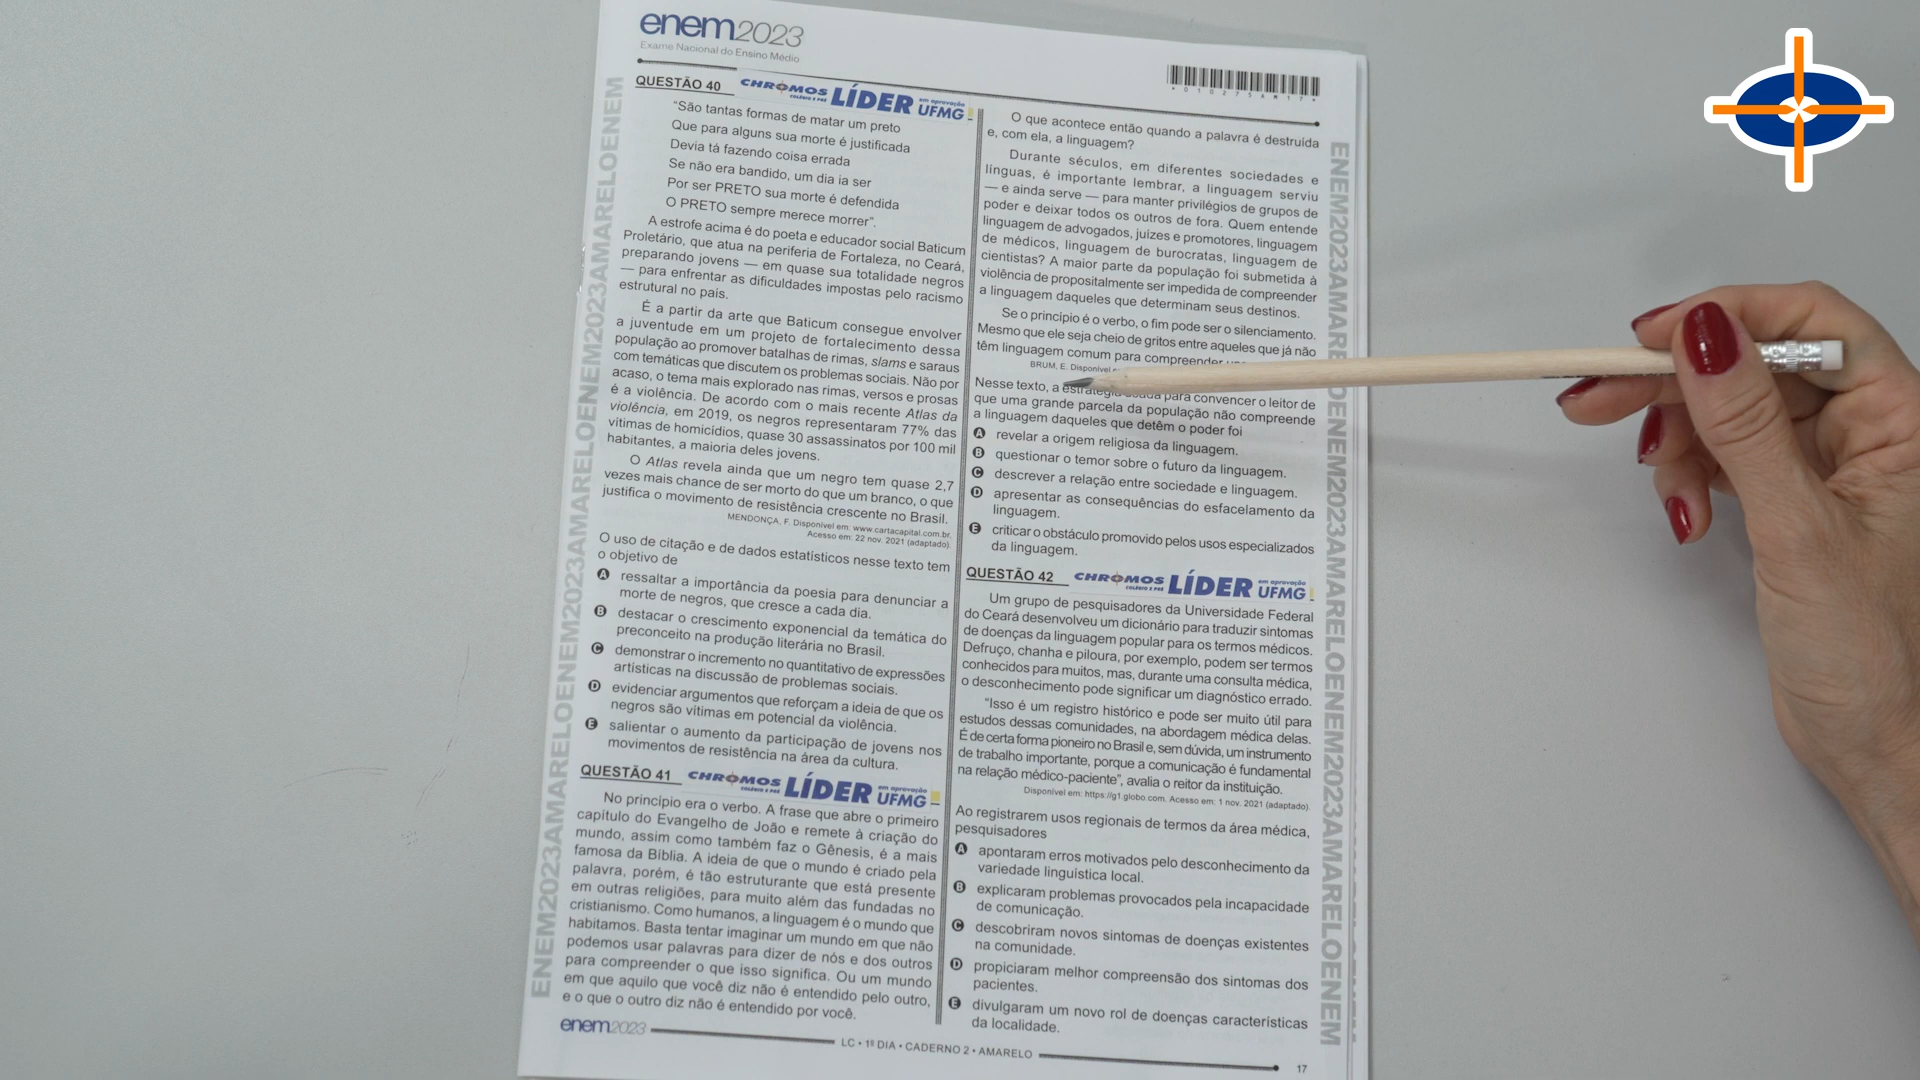 enem2023
Exame Nacional do Ensino Médio
*010275AM17*
QUESTÃO 40
CHROMOS
COLÉGIO E PRÉ
LÍDER
em aprovação
UFMG
"São tantas formas de matar um preto
Que para alguns sua morte é justificada
Devia tá fazendo coisa errada
Se não era bandido, um dia ia ser
Por ser PRETO sua morte é defendida
O PRETO sempre merece morrer".
A estrofe acima é do poeta e educador social Baticum
Proletário, que atua na periferia de Fortaleza, no Ceará,
preparando jovens — em quase sua totalidade negros
— para enfrentar as dificuldades impostas pelo racismo
estrutural no país.
É a partir da arte que Baticum consegue envolver
a juventude em um projeto de fortalecimento dessa
população ao promover batalhas de rimas, slams e saraus
com temáticas que discutem os problemas sociais. Não por
acaso, o tema mais explorado nas rimas, versos e prosas
é a violência. De acordo com o mais recente Atlas da
violência, em 2019, os negros representaram 77% das
vítimas de homicídios, quase 30 assassinatos por 100 mil
habitantes, a maioria deles jovens.
O Atlas revela ainda que um negro tem quase 2,7
vezes mais chance de ser morto do que um branco, o que
justifica o movimento de resistência crescente no Brasil.
MENDONÇA, F. Disponível em: www.cartacapital.com.br.
Acesso em: 22 nov. 2021 (adaptado).
O uso de citação e de dados estatísticos nesse texto tem
o objetivo de
A ressaltar a importância da poesia para denunciar a
morte de negros, que cresce a cada dia.
B destacar o crescimento exponencial da temática do
preconceito na produção literária no Brasil.
C demonstrar o incremento no quantitativo de expressões
artísticas na discussão de problemas sociais.
D evidenciar argumentos que reforçam a ideia de que os
negros são vítimas em potencial da violência.
E salientar o aumento da participação de jovens nos
movimentos de resistência na área da cultura.
QUESTÃO 41
CHROMOS
COLÉGIO E PRÉ
LÍDER
em aprovação
UFMG
No princípio era o verbo. A frase que abre o primeiro
capítulo do Evangelho de João e remete à criação do
mundo, assim como também faz o Gênesis, é a mais
famosa da Bíblia. A ideia de que o mundo é criado pela
palavra, porém, é tão estruturante que está presente
em outras religiões, para muito além das fundadas no
cristianismo. Como humanos, a linguagem é o mundo que
habitamos. Basta tentar imaginar um mundo em que não
podemos usar palavras para dizer de nós e dos outros
para compreender o que isso significa. Ou um mundo
em que aquilo que você diz não é entendido pelo outro,
e o que o outro diz não é entendido por você.
O que acontece então quando a palavra é destruída
e, com ela, a linguagem?
Durante séculos, em diferentes sociedades e
línguas, é importante lembrar, a linguagem serviu
— e ainda serve — para manter privilégios de grupos de
poder e deixar todos os outros de fora. Quem entende
linguagem de advogados, juízes e promotores, linguagem
de médicos, linguagem de burocratas, linguagem de
cientistas? A maior parte da população foi submetida à
violência de propositalmente ser impedida de compreender
a linguagem daqueles que determinam seus destinos.
Se o princípio é o verbo, o fim pode ser o silenciamento.
Mesmo que ele seja cheio de gritos entre aqueles que já não
têm linguagem comum para compreender
BRUM, E. Disponível
Nesse texto, a estratégia usada para convencer o leitor de
que uma grande parcela da população não compreende
a linguagem daqueles que detêm o poder foi
A revelar a origem religiosa da linguagem.
B questionar o temor sobre o futuro da linguagem.
C descrever a relação entre sociedade e linguagem.
D apresentar as consequências do esfacelamento da
linguagem.
E criticar o obstáculo promovido pelos usos especializados
da linguagem.
QUESTÃO 42
CHROMOS
COLÉGIO E PRÉ
LÍDER
em aprovação
UFMG
Um grupo de pesquisadores da Universidade Federal
do Ceará desenvolveu um dicionário para traduzir sintomas
de doenças da linguagem popular para os termos médicos.
Defruço, chanha e piloura, por exemplo, podem ser termos
conhecidos para muitos, mas, durante uma consulta médica,
o desconhecimento pode significar um diagnóstico errado.
"Isso é um registro histórico e pode ser muito útil para
estudos dessas comunidades, na abordagem médica delas.
É de certa forma pioneiro no Brasil e, sem dúvida, um instrumento
de trabalho importante, porque a comunicação é fundamental
na relação médico-paciente", avalia o reitor da instituição.
Disponível em: https://g1.globo.com. Acesso em: 1 nov. 2021 (adaptado).
Ao registrarem usos regionais de termos da área médica,
pesquisadores
A apontaram erros motivados pelo desconhecimento da
variedade linguística local.
B explicaram problemas provocados pela incapacidade
de comunicação.
C descobriram novos sintomas de doenças existentes
na comunidade.
D propiciaram melhor compreensão dos sintomas dos
pacientes.
E divulgaram um novo rol de doenças características
da localidade.
ENEM2023AMARELOENEM2023AMARELOENEM2023AMARELOENEM
ENEM2023AMARELOENEM2023AMARELOENEM2023AMARELOENEM
enem2023
LC • 1º DIA • CADERNO 2 • AMARELO
17